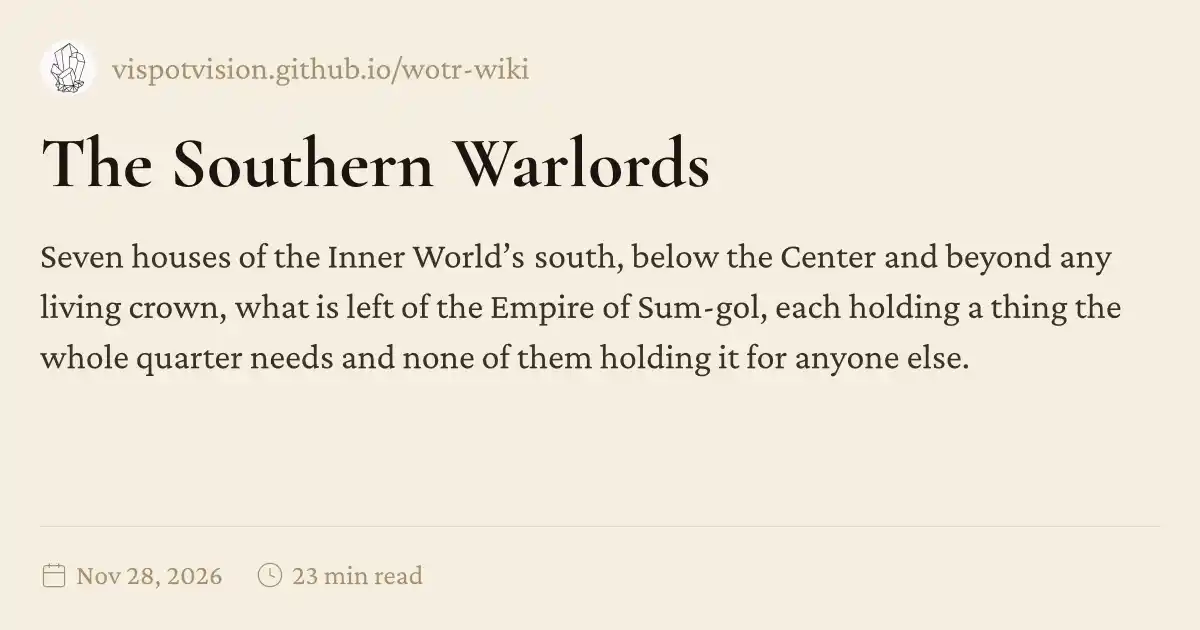 vispotvision.github.io/wotr-wiki
The Southern Warlords
Seven houses of the Inner World’s south, below the Center and beyond any
living crown, what is left of the Empire of Sum-gol, each holding a thing the
whole quarter needs and none of them holding it for anyone else.
Nov 28, 2026 23 min read